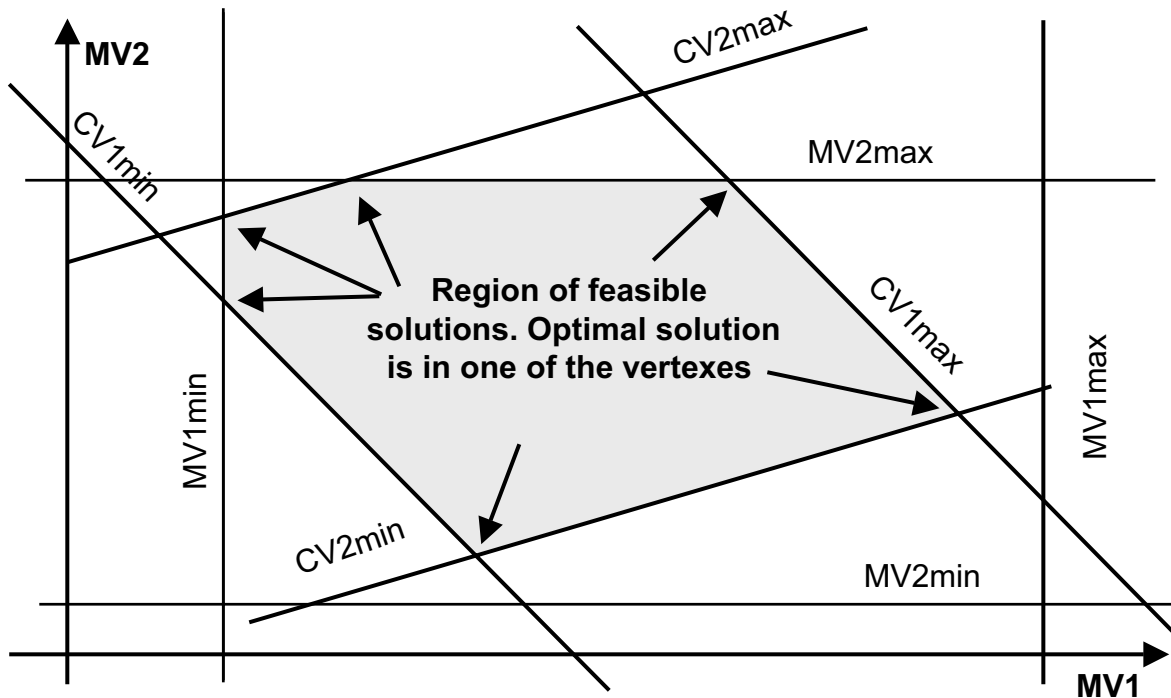 MV2
CV2max
CV1min
MV2max
Region of feasible
solutions. Optimal solution
is in one of the vertexes
CV1max
MV1min
MV1max
CV2min
MV2min
MV1